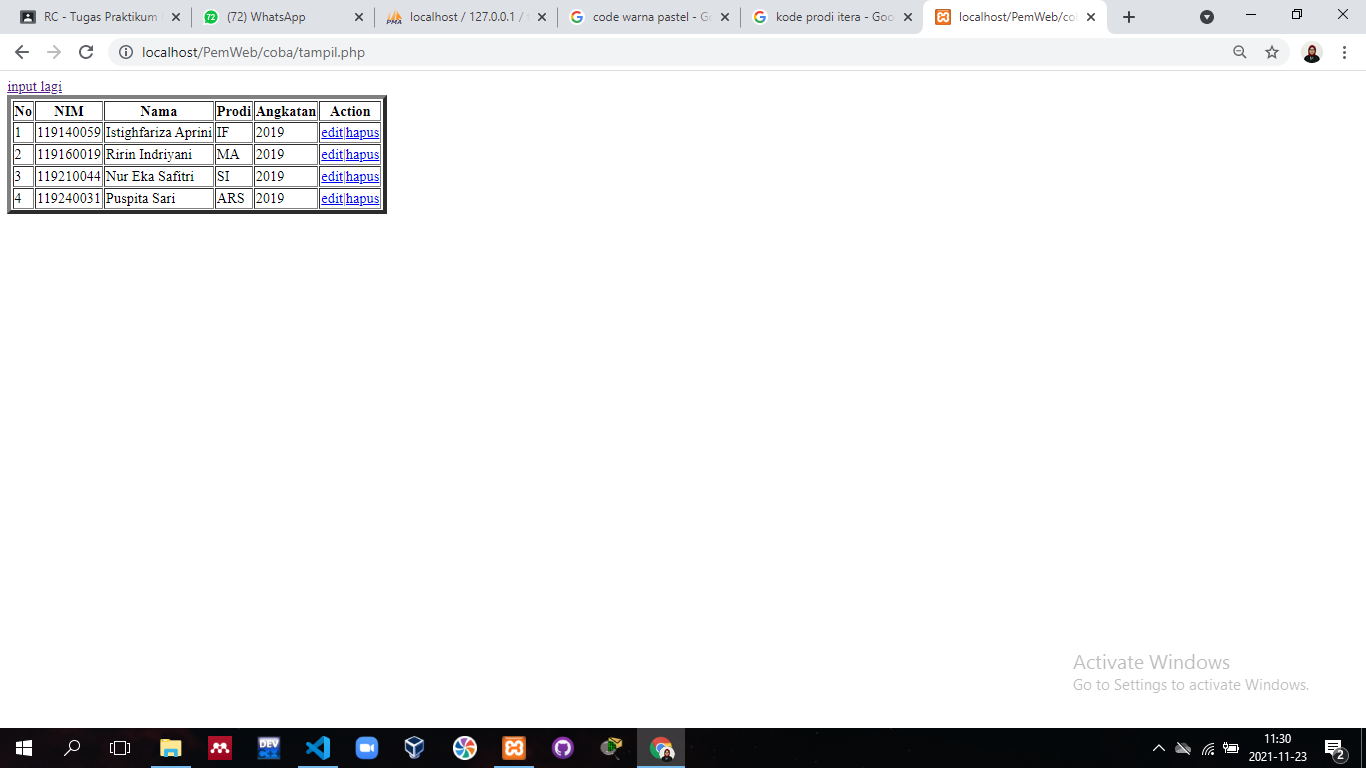 RC - Tugas Praktikum (72) WhatsApp localhost / 127.0.0.1 / code warna pastel - Go kode prodi itera - Goo localhost/PemWeb/cob
localhost/PemWeb/coba/tampil.php
input lagi
No NIM Nama Prodi Angkatan Action
1 119140059 Istighfariza Aprini IF 2019 edit|hapus
2 119160019 Ririn Indriyani MA 2019 edit|hapus
3 119210044 Nur Eka Safitri SI 2019 edit|hapus
4 119240031 Puspita Sari ARS 2019 edit|hapus
Activate Windows
Go to Settings to activate Windows.
11:30
2021-11-23
2